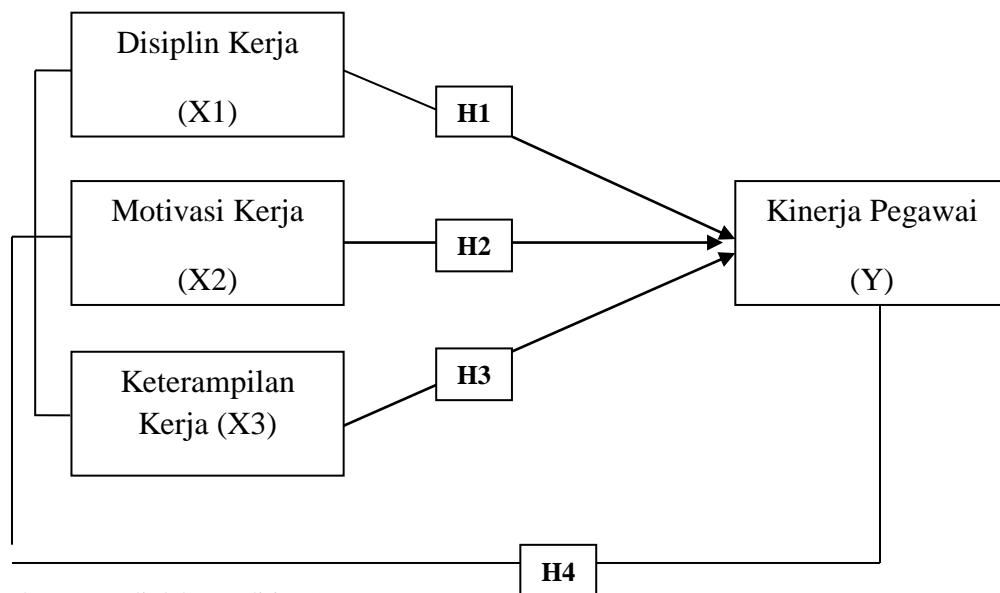 Disiplin Kerja
(X1)
H1
Motivasi Kerja
(X2)
H2
Kinerja Pegawai
(Y)
Keterampilan
Kerja (X3)
H3
H4